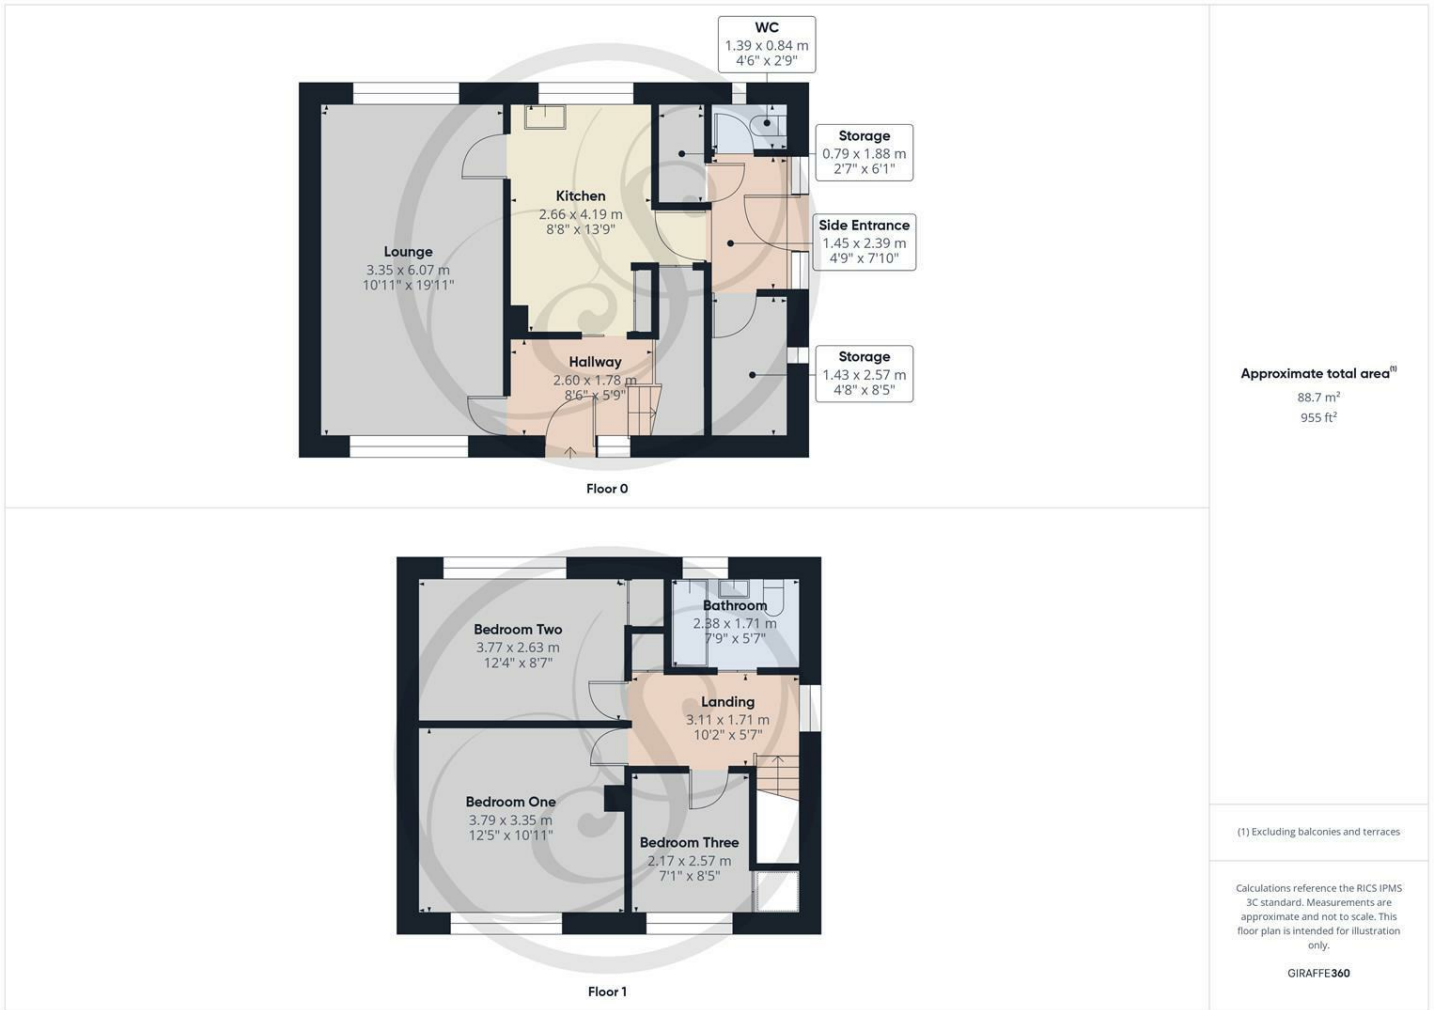 WC
1.39 x 0.84 m
4'6" x 2'9"
Storage
0.79 x 1.88 m
2'7" x 6'1"
Kitchen
2.66 x 4.19 m
8'8" x 13'9"
Side Entrance
1.45 x 2.39 m
4'9" x 7'10"
Lounge
3.35 x 6.07 m
10'11" x 19'11"
Hallway
2.60 x 1.78 m
8'6" x 5'9"
Storage
1.43 x 2.57 m
4'8" x 8'5"
Floor 0
Bathroom
2.38 x 1.71 m
7'9" x 5'7"
Bedroom Two
3.77 x 2.63 m
12'4" x 8'7"
Landing
3.11 x 1.71 m
10'2" x 5'7"
Bedroom One
3.79 x 3.35 m
12'5" x 10'11"
Bedroom Three
2.17 x 2.57 m
7'1" x 8'5"
Floor 1
Approximate total area(1)
88.7 m²
955 ft²
(1) Excluding balconies and terraces
Calculations reference the RICS IPMS
3C standard. Measurements are
approximate and not to scale. This
floor plan is intended for illustration
only.
GIRAFFE360